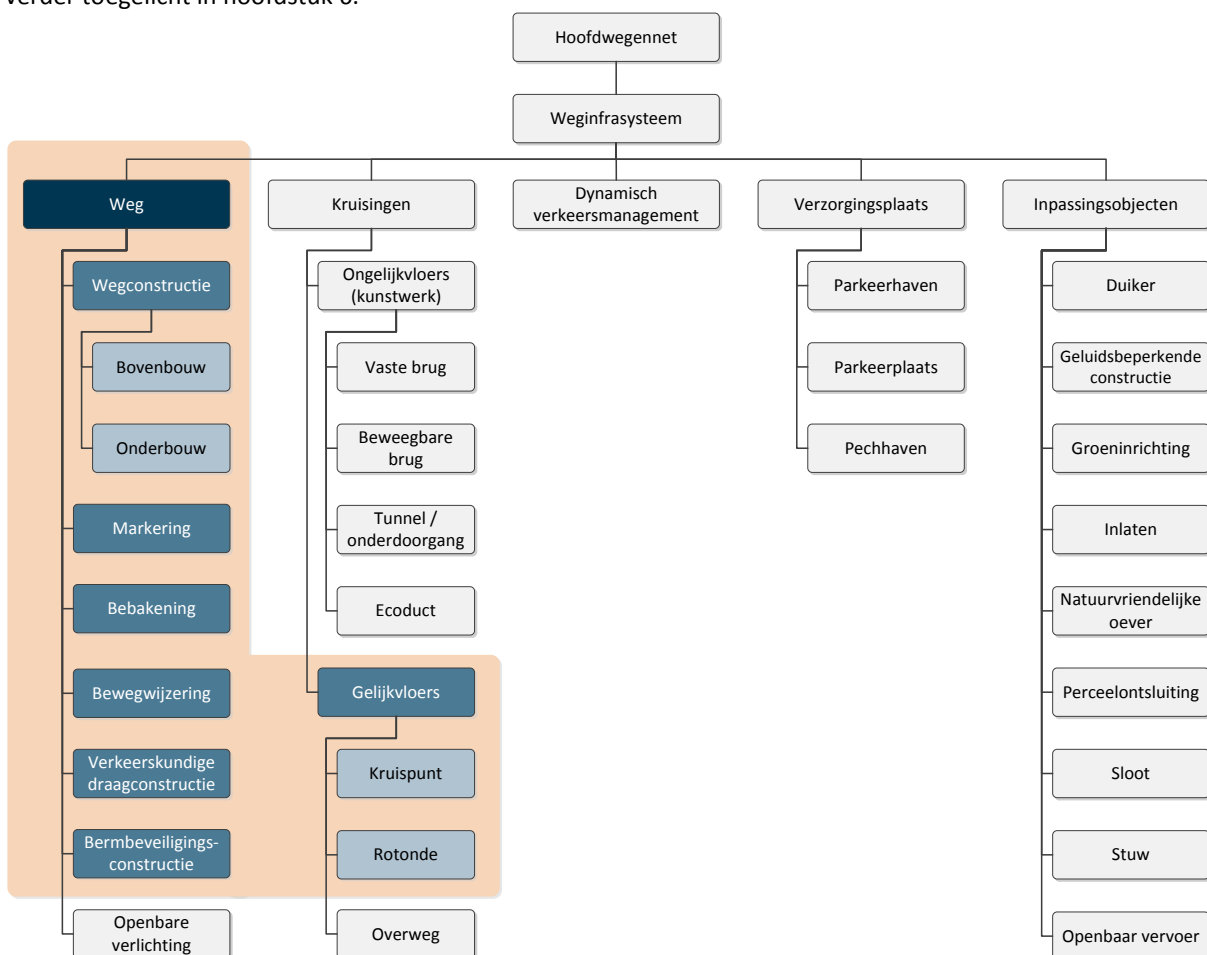 verder toegelicht in hoofdstuk 6.
Hoofdwegennet
Weginfrasysteem
Weg
Kruisingen
Dynamisch
verkeersmanagement
Verzorgingsplaats
Inpassingsobjecten
Wegconstructie
Ongelijkvloers
(kunstwerk)
Parkeerhaven
Duiker
Bovenbouw
Vaste brug
Parkeerplaats
Geluidsbeperkende
constructie
Onderbouw
Beweegbare
brug
Pechhaven
Groeninrichting
Markering
Tunnel /
onderdoorgang
Inlaten
Bebakening
Ecoduct
Natuurvriendelijke
oever
Bewegwijzering
Gelijkvloers
Perceelontsluiting
Verkeerskundige
draagconstructie
Kruispunt
Sloot
Bermbeveiligings-
constructie
Rotonde
Stuw
Openbare
verlichting
Overweg
Openbaar vervoer